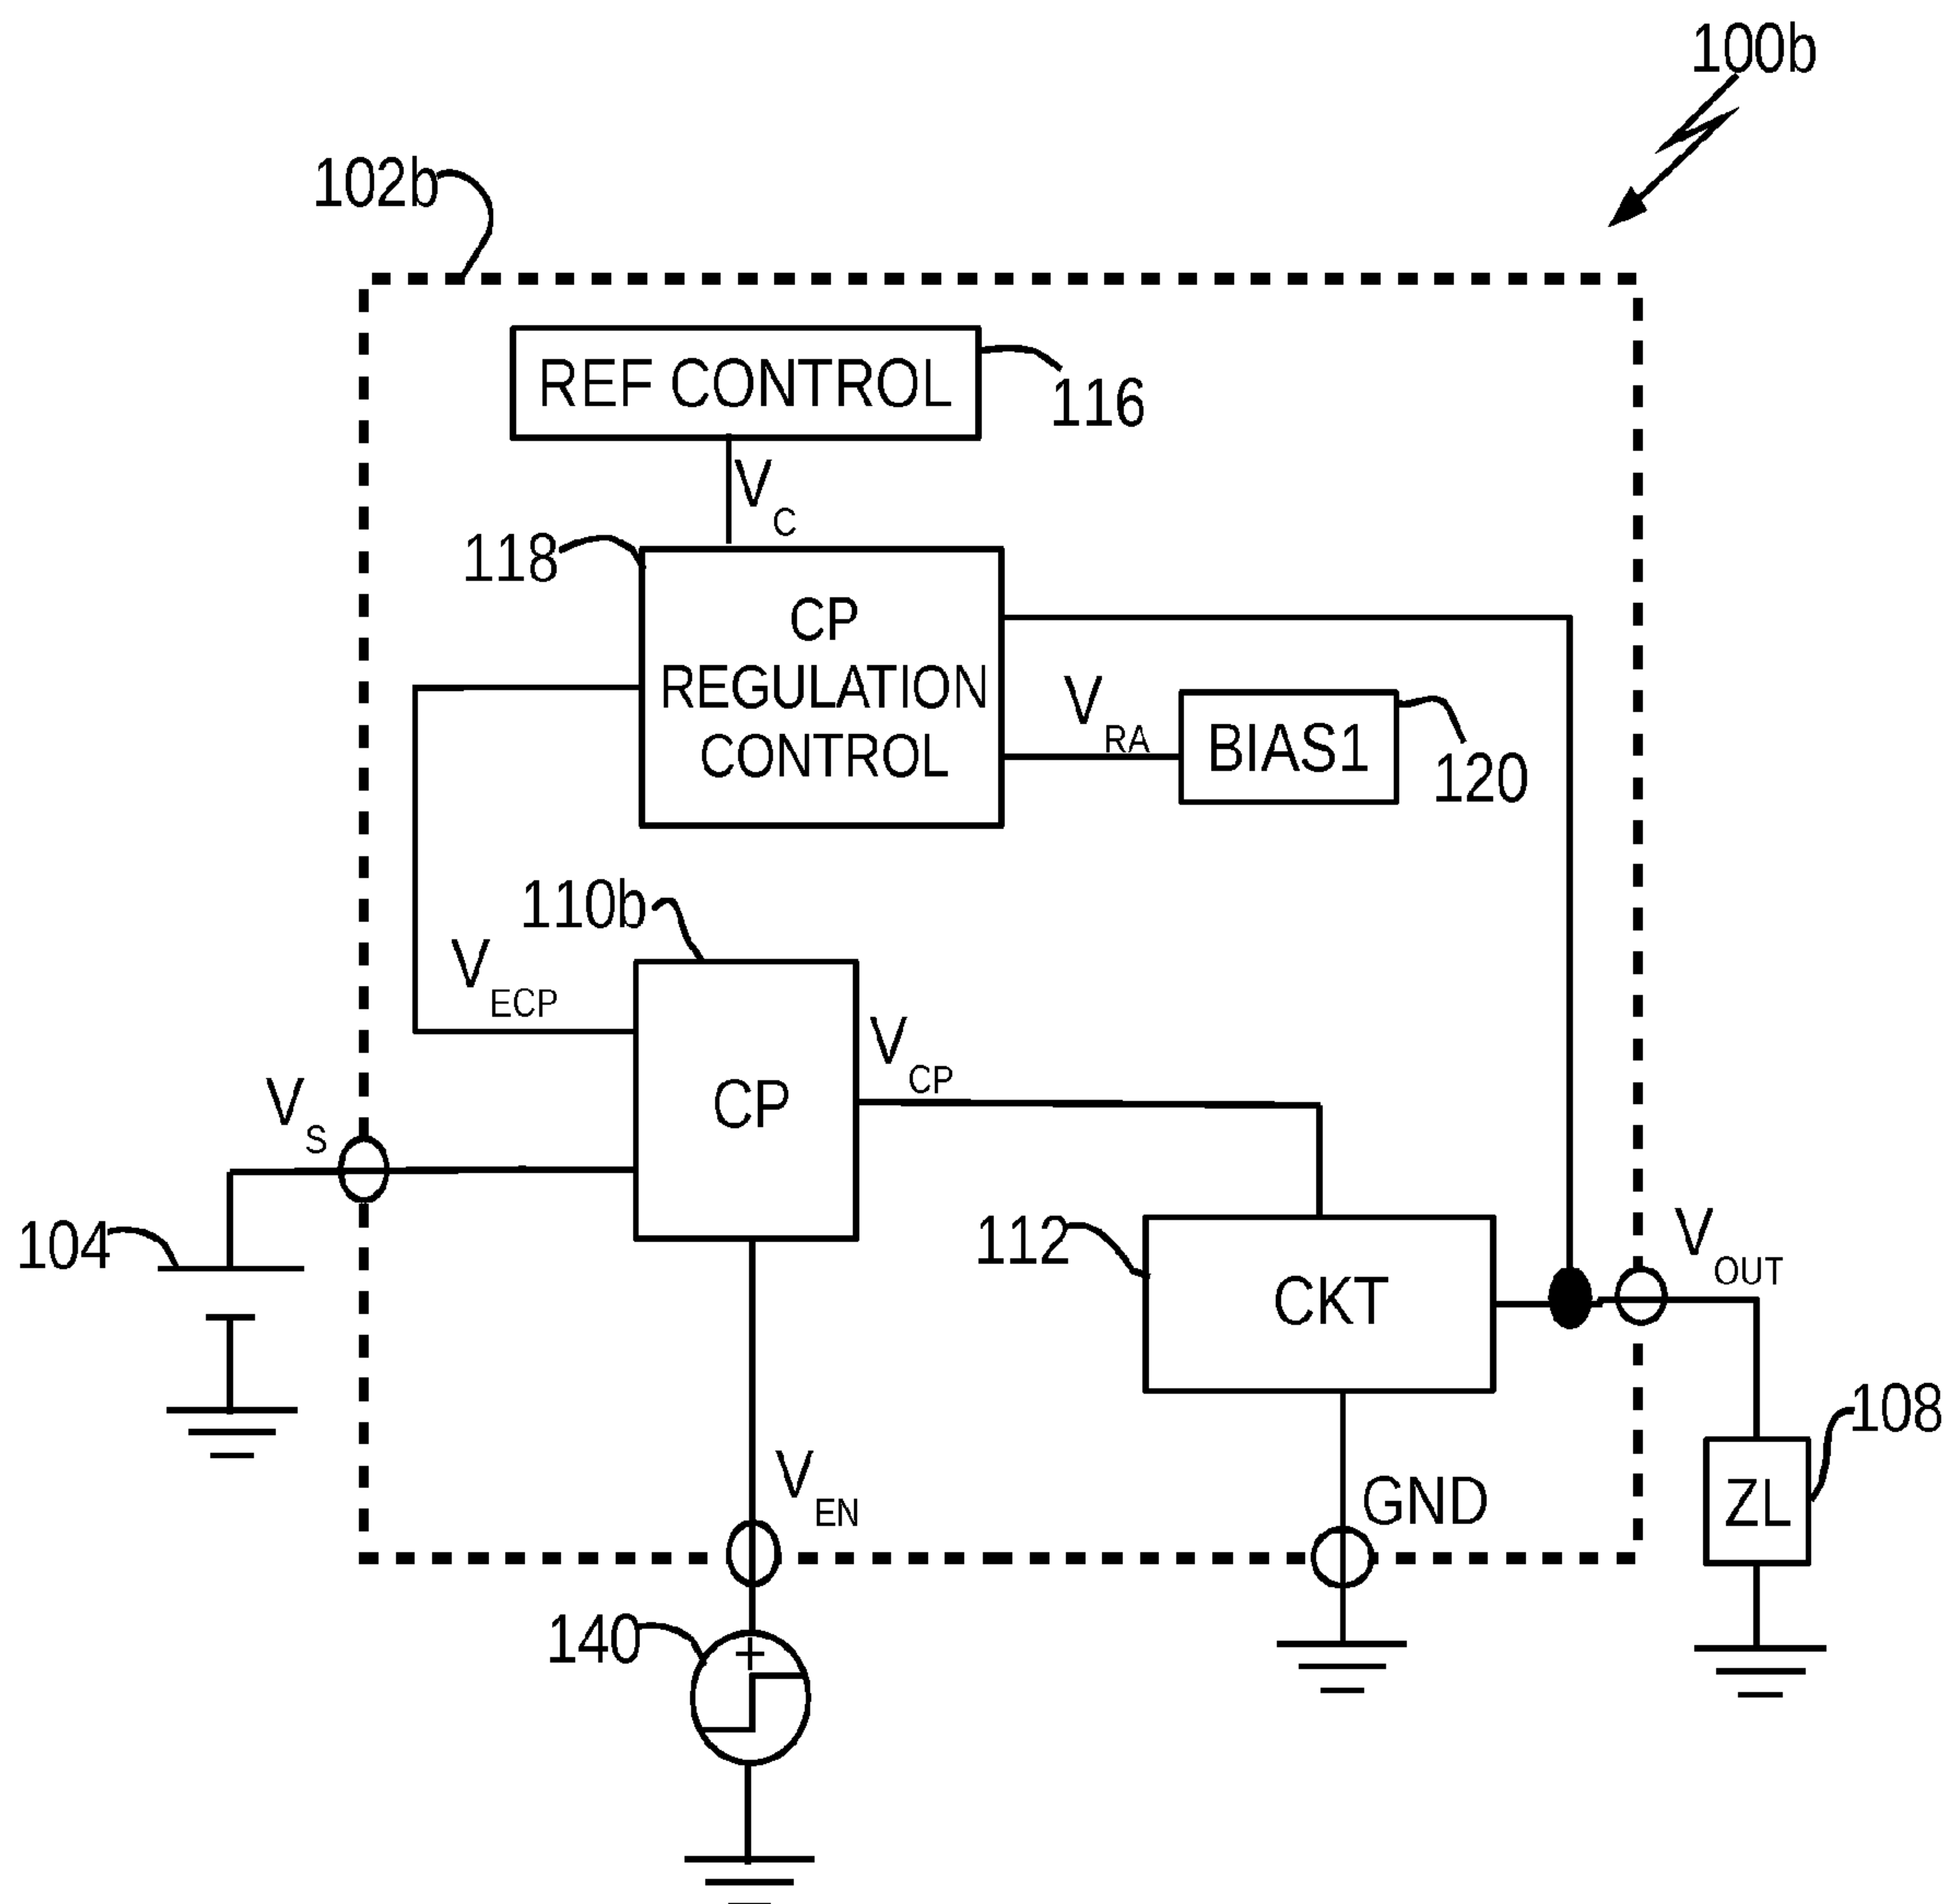 100b
102b
REF CONTROL
116
VC
118
CP
REGULATION
CONTROL
VRA
BIAS1
120
110b
VECP
CP
VCP
VS
104
112
CKT
VOUT
108
ZL
VEN
GND
140
+